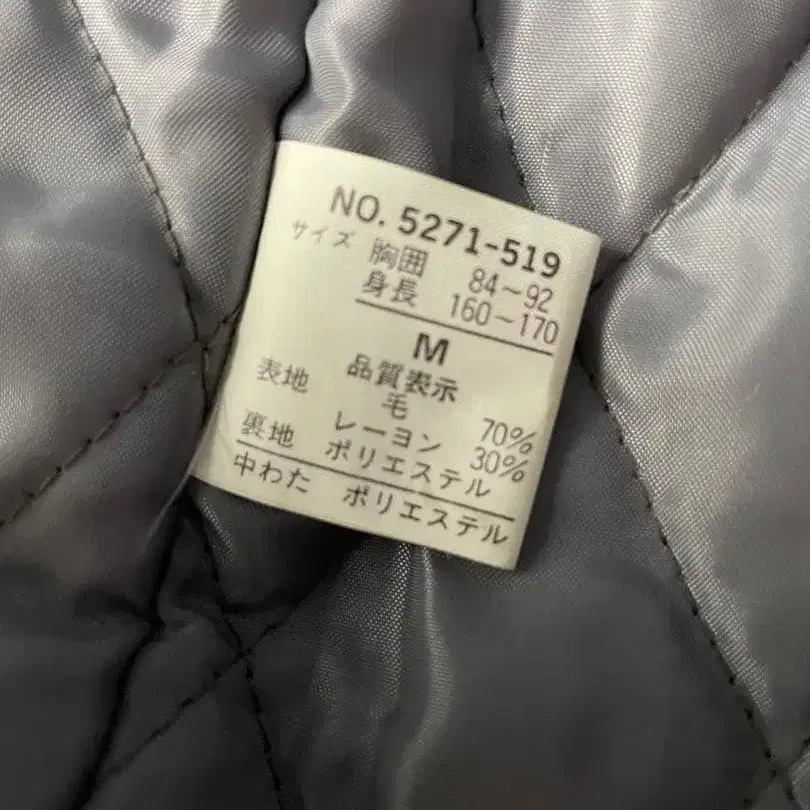 NO. 5271-519
サイズ 胸囲 84〜92
身長 160〜170
M
品質表示
表地 毛 70%
レーヨン 30%
裏地 ポリエステル
中わた ポリエステル